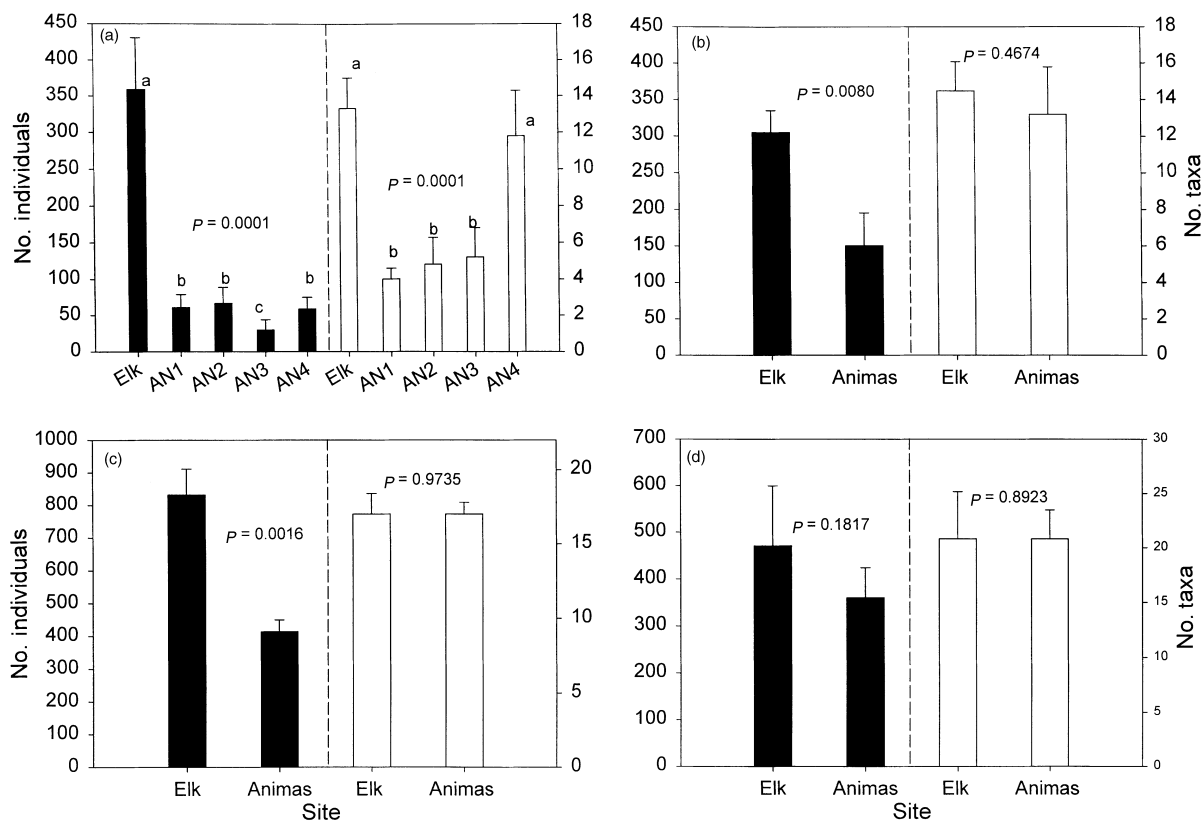 (a)
No. individuals
450
400
350
300
250
200
150
100
50
0
a
P = 0.0001
b
b
c
b
a
P = 0.0001
b
b
b
a
18
16
14
12
10
8
6
4
2
0
Elk
AN1
AN2
AN3
AN4
Elk
AN1
AN2
AN3
AN4
(b)
450
400
350
300
250
200
150
100
50
0
P = 0.0080
P = 0.4674
18
16
14
12
10
8
6
4
2
0
No. taxa
Elk
Animas
Elk
Animas
(c)
No. individuals
1000
900
800
700
600
500
400
300
200
100
0
P = 0.0016
P = 0.9735
20
15
10
5
0
Elk
Animas
Elk
Animas
Site
(d)
700
600
500
400
300
200
100
0
P = 0.1817
P = 0.8923
30
25
20
15
10
5
0
No. taxa
Elk
Animas
Elk
Animas
Site